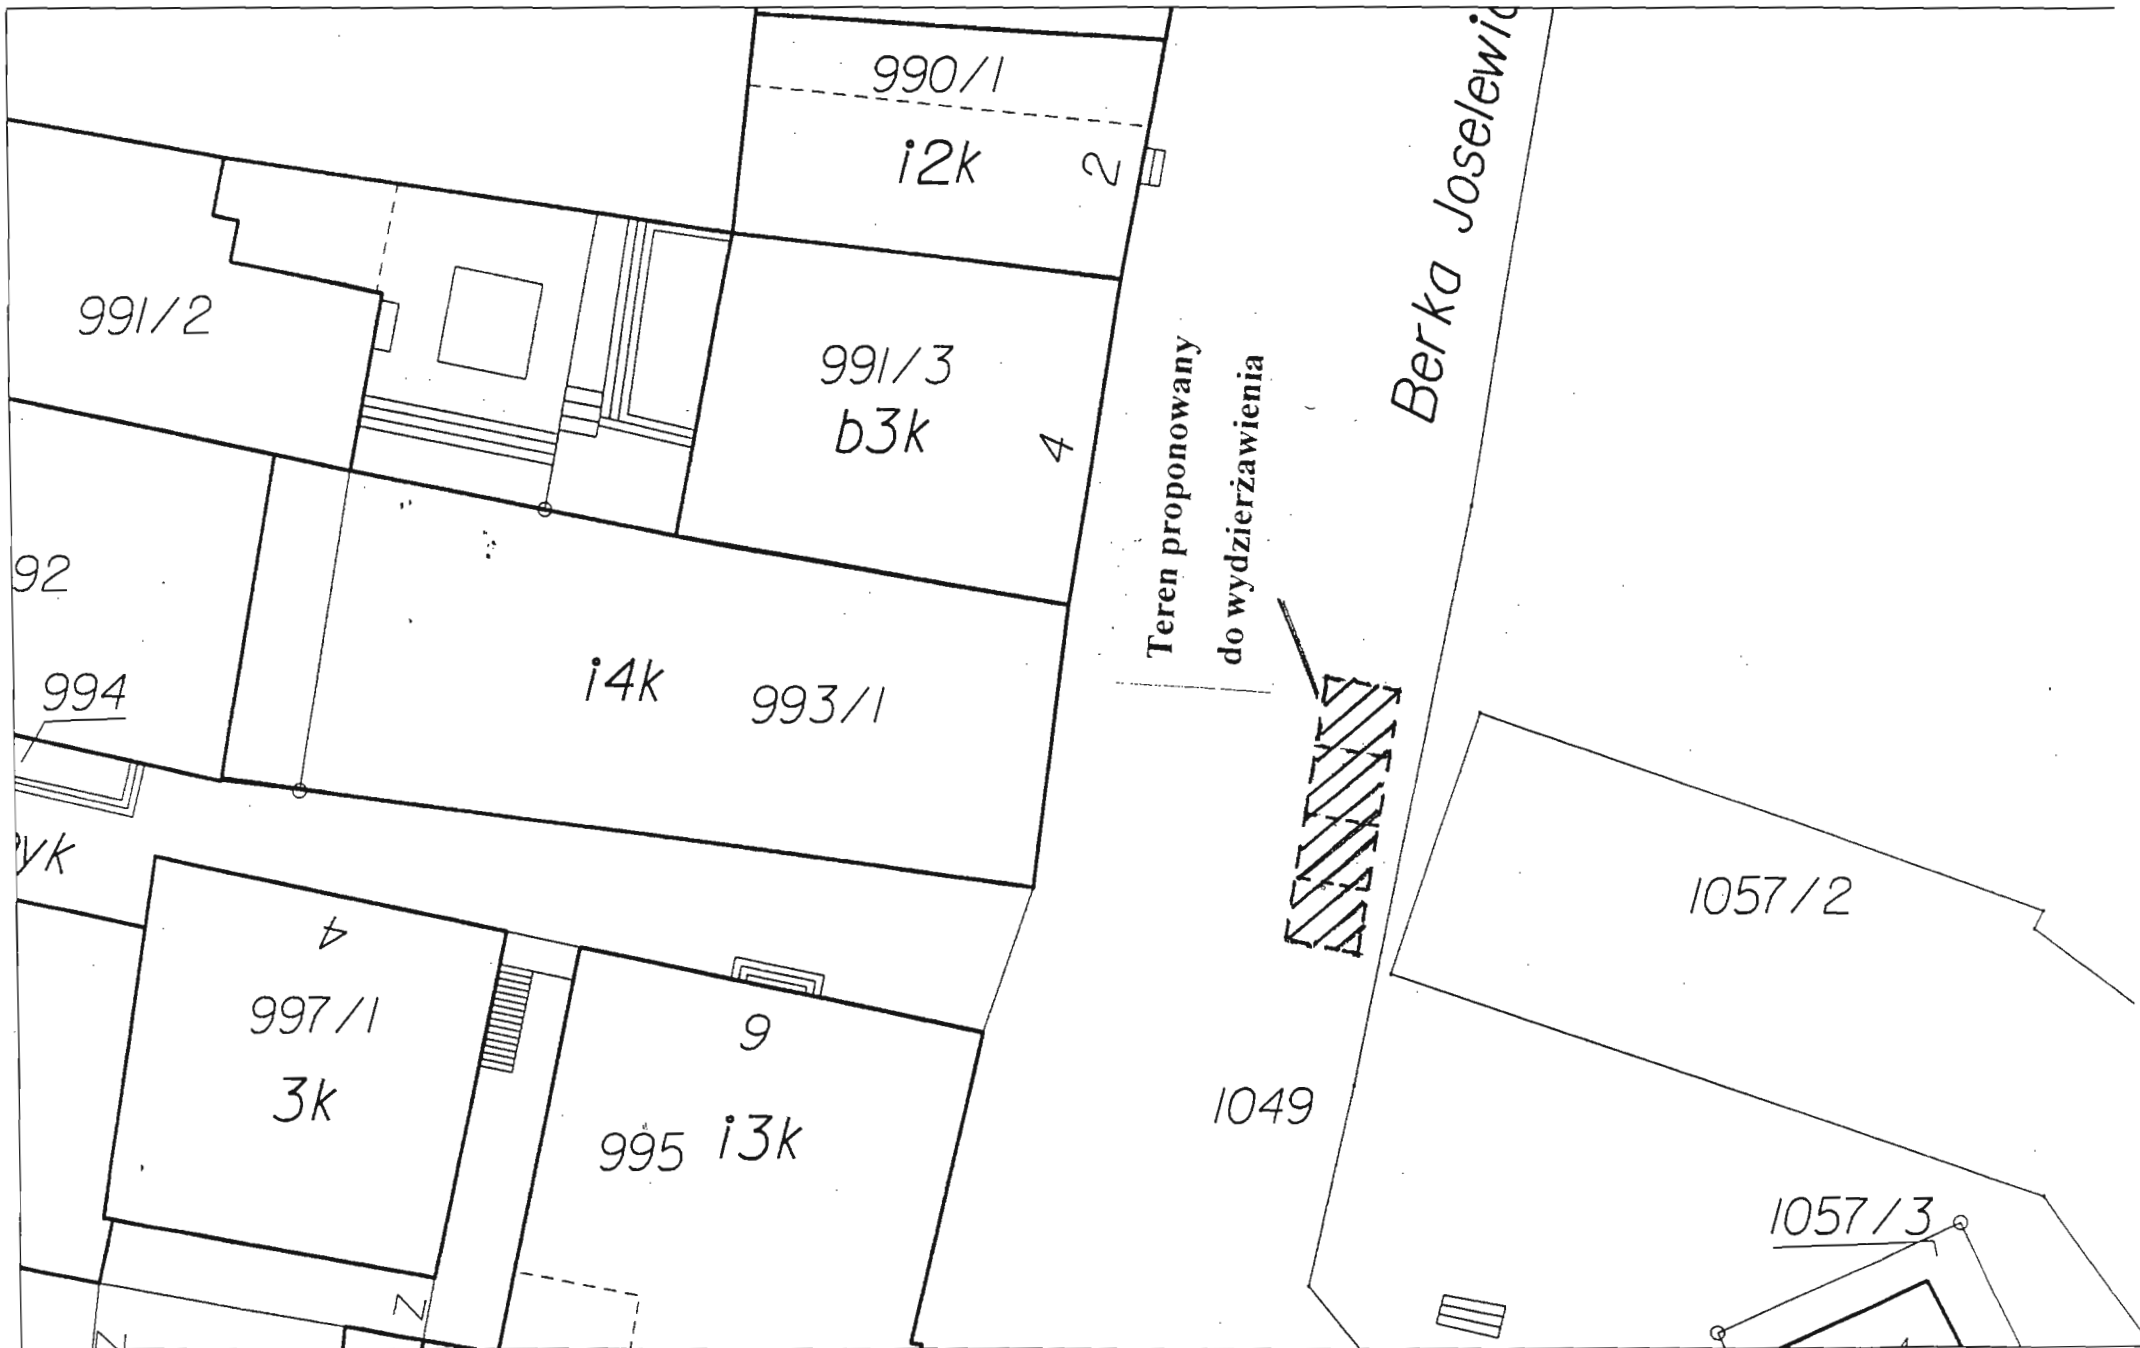 990/1
i2k
2
Berka Joselewic
991/2
991/3
b3k
4
Teren proponowany
do wydzierżawienia
92
994
i4k
993/1
yk
4
997/1
3k
9
995
i3k
1057/2
1049
1057/3
Z
Z